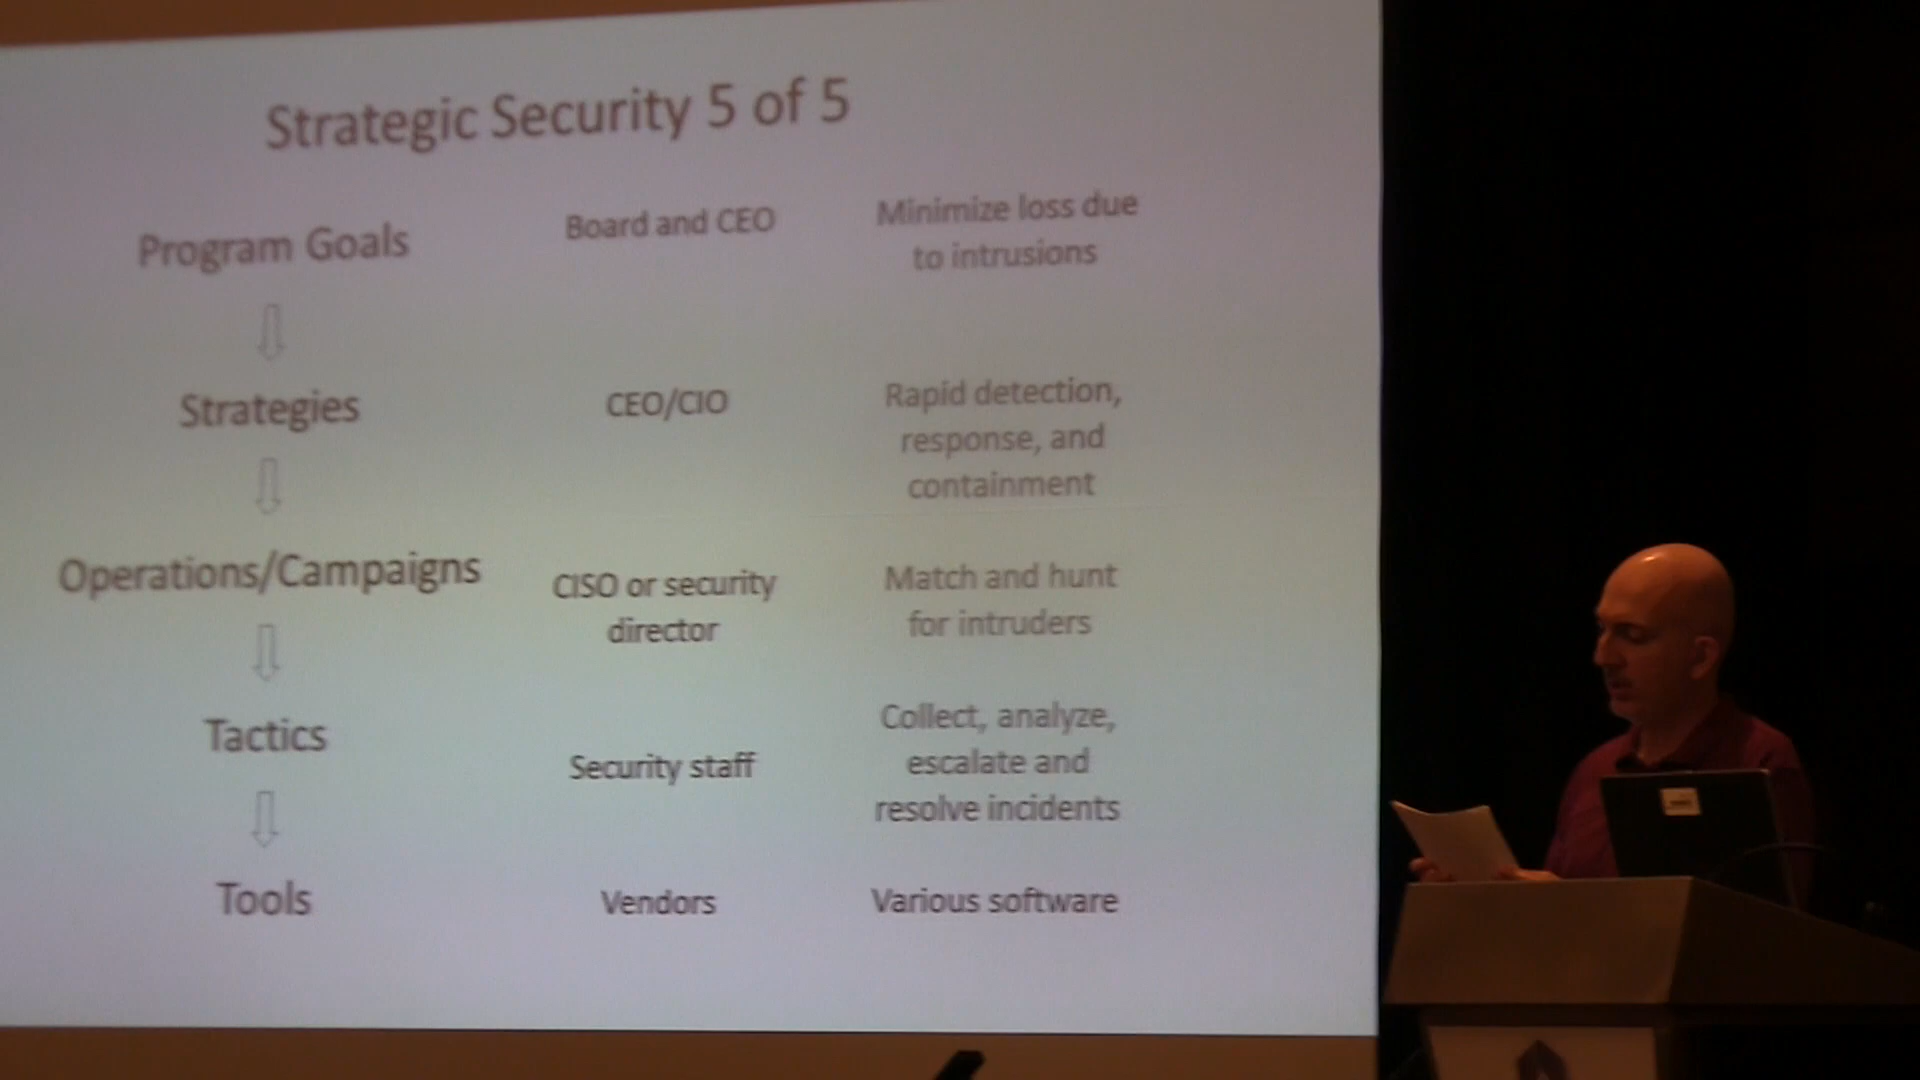 Strategic Security 5 of 5
Program Goals
Board and CEO
Minimize loss due
to intrusions
Strategies
CEO/CIO
Rapid detection,
response, and
containment
Operations/Campaigns
CISO or security
director
Match and hunt
for intruders
Tactics
Security staff
Collect, analyze,
escalate and
resolve incidents
Tools
Vendors
Various software